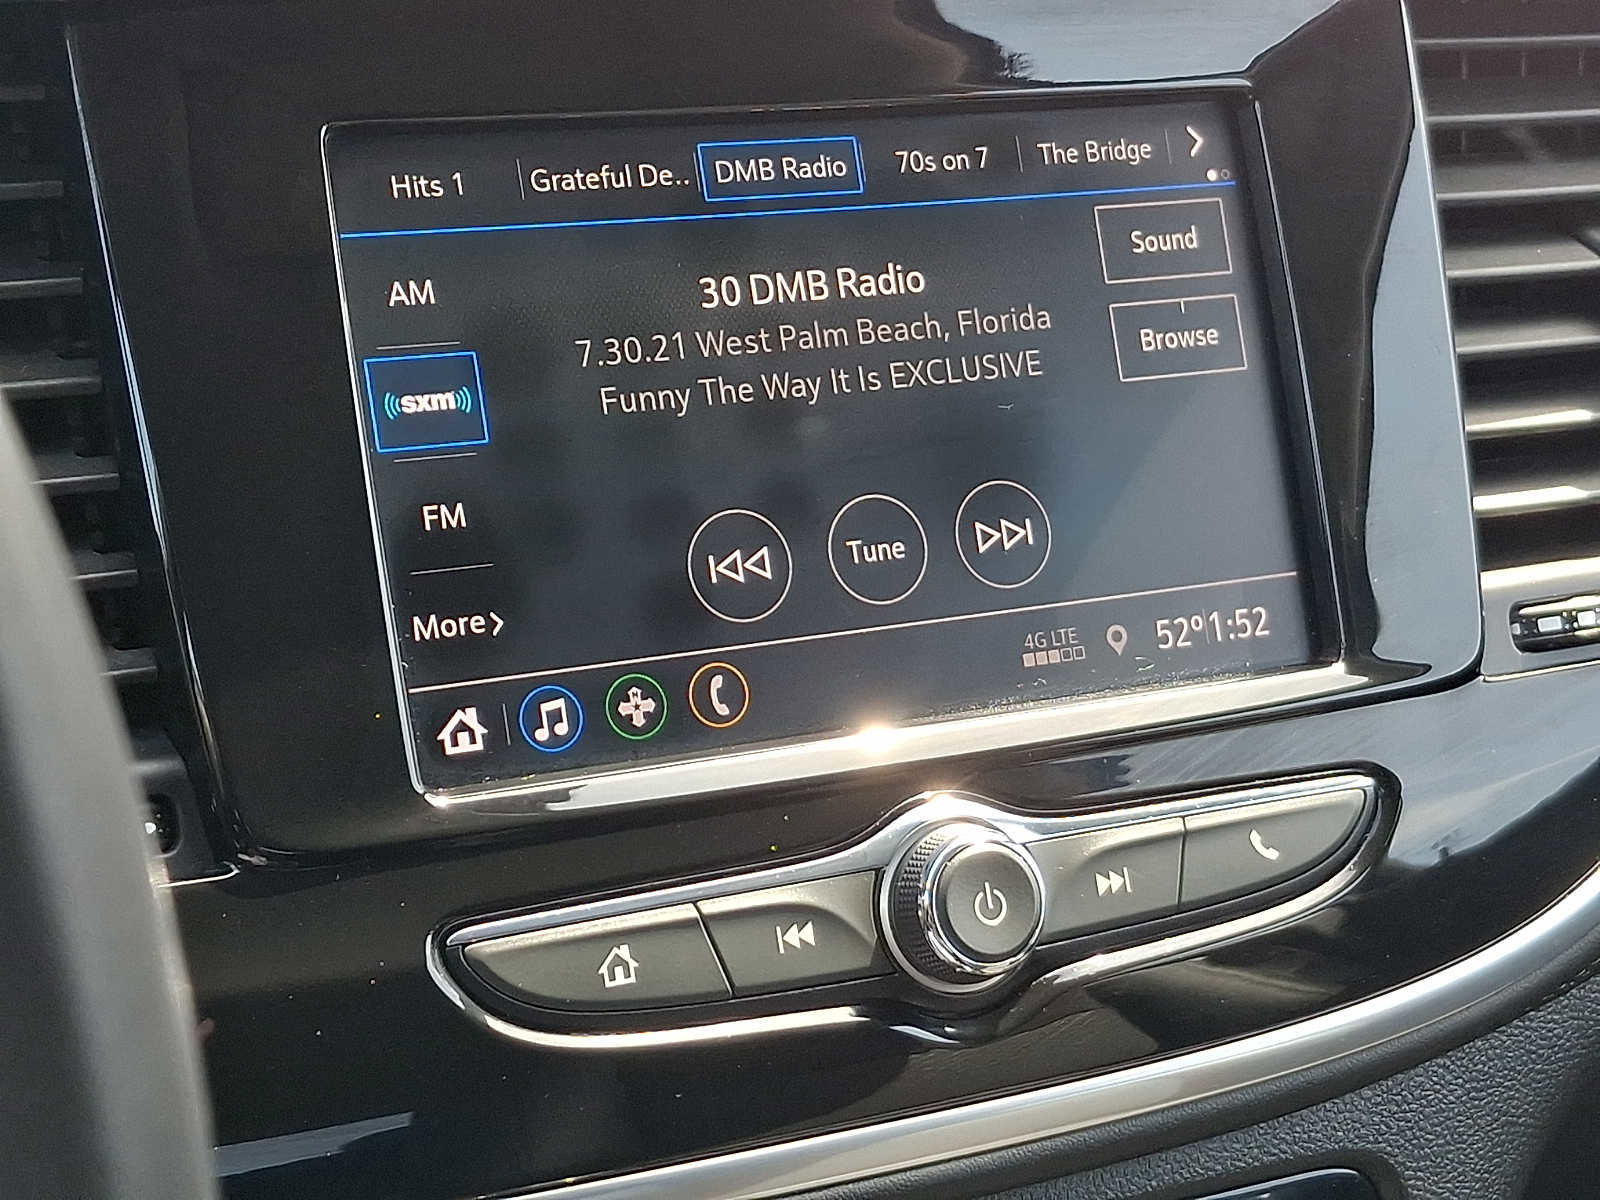 Hits 1
Grateful De..
DMB Radio
70s on 7
The Bridge
Sound
AM
30 DMB Radio
7.30.21 West Palm Beach, Florida
Browse
Funny The Way It Is EXCLUSIVE
((sxm))
FM
Tune
More>
4G LTE
52° 1:52
N